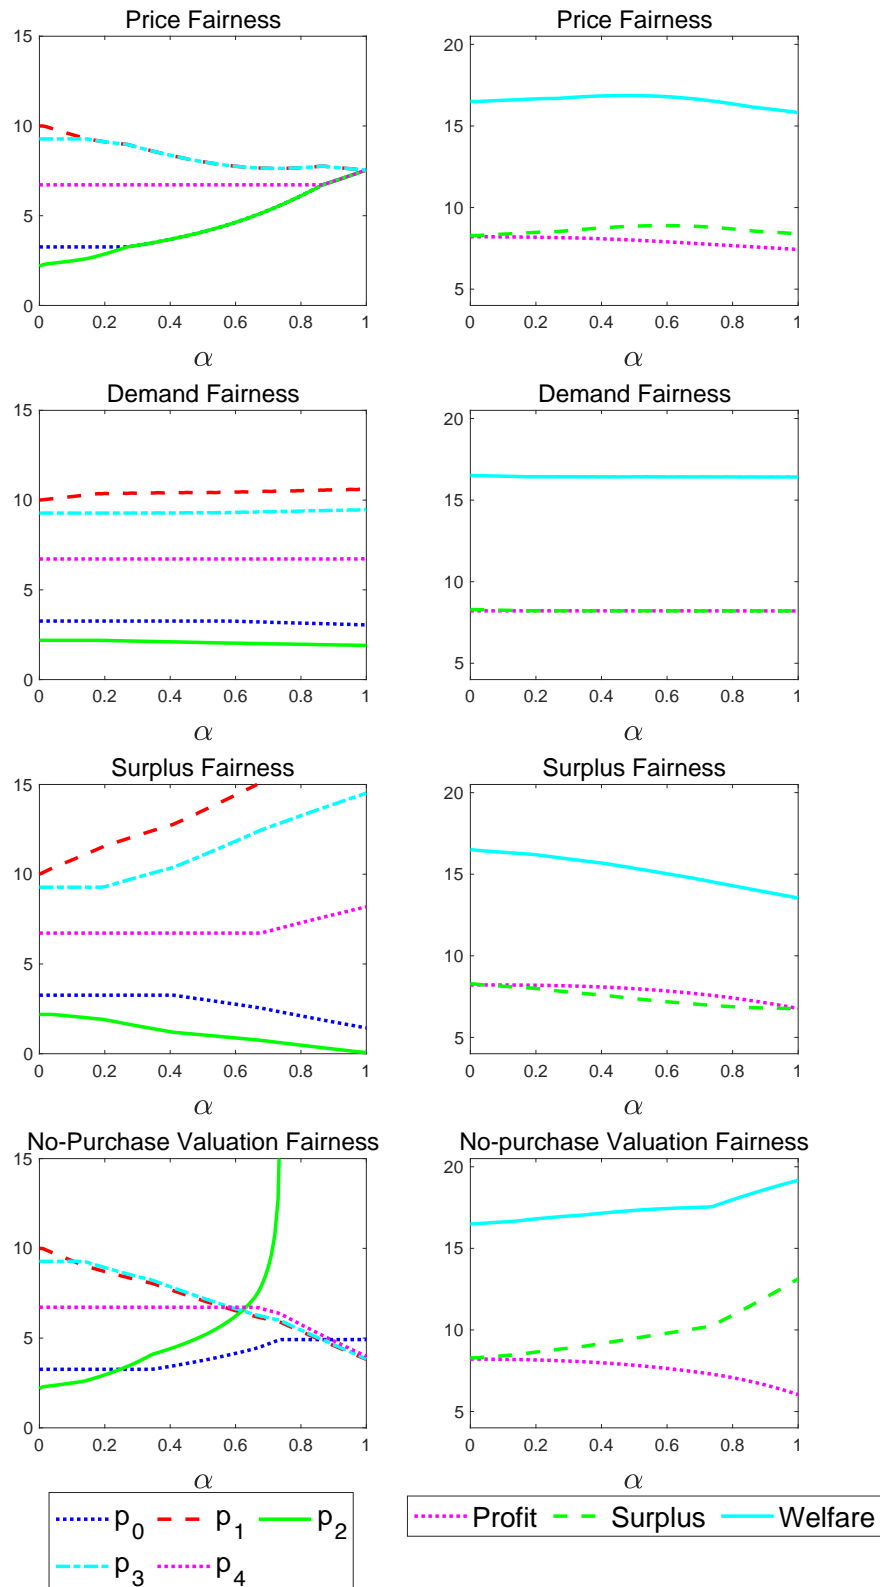 Price Fairness
15
10
5
0
0 0.2 0.4 0.6 0.8 1
α
Price Fairness
20
15
10
5
0 0.2 0.4 0.6 0.8 1
α
Demand Fairness
15
10
5
0
0 0.2 0.4 0.6 0.8 1
α
Demand Fairness
20
15
10
5
0 0.2 0.4 0.6 0.8 1
α
Surplus Fairness
15
10
5
0
0 0.2 0.4 0.6 0.8 1
α
Surplus Fairness
20
15
10
5
0 0.2 0.4 0.6 0.8 1
α
No-Purchase Valuation Fairness
15
10
5
0
0 0.2 0.4 0.6 0.8 1
α
No-purchase Valuation Fairness
20
15
10
5
0 0.2 0.4 0.6 0.8 1
α
p_0 p_1 p_2
p_3 p_4
Profit Surplus Welfare